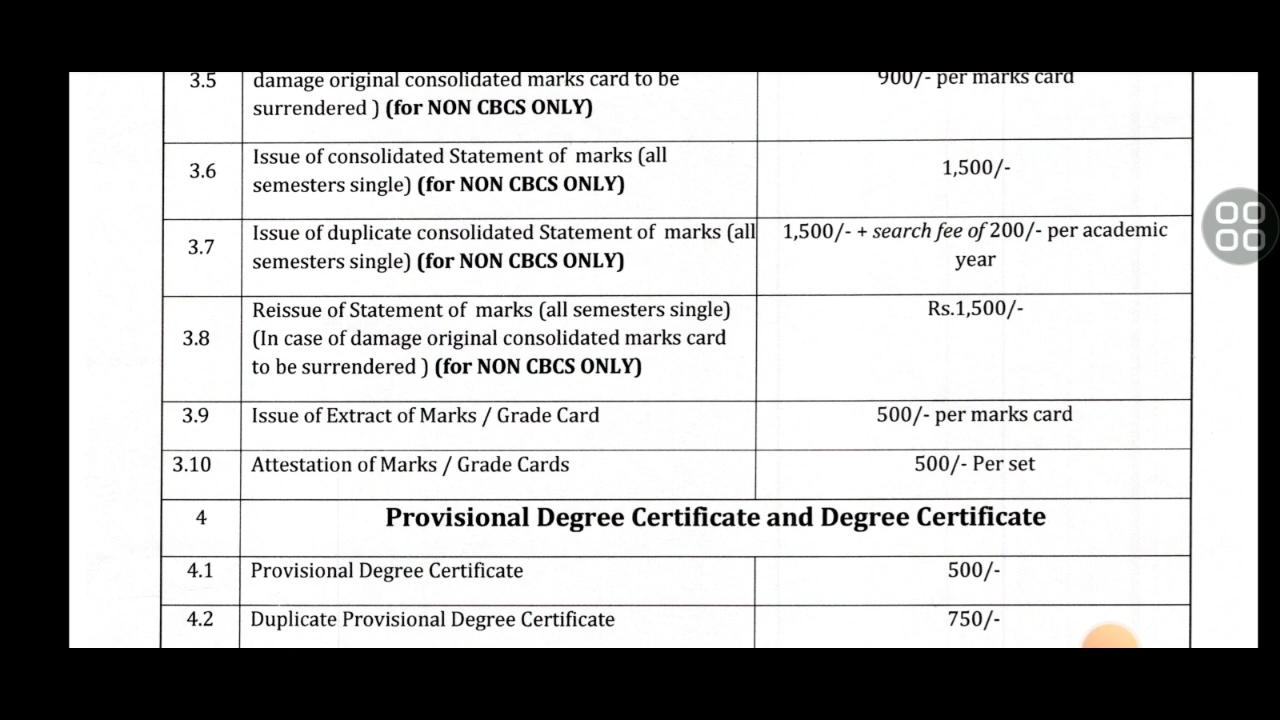 3.5
damage original consolidated marks card to be
surrendered ) (for NON CBCS ONLY)
900/- per marks card
3.6
Issue of consolidated Statement of marks (all
semesters single) (for NON CBCS ONLY)
1,500/-
3.7
Issue of duplicate consolidated Statement of marks (all
semesters single) (for NON CBCS ONLY)
1,500/- + search fee of 200/- per academic
year
3.8
Reissue of Statement of marks (all semesters single)
(In case of damage original consolidated marks card
to be surrendered ) (for NON CBCS ONLY)
Rs.1,500/-
3.9
Issue of Extract of Marks / Grade Card
500/- per marks card
3.10
Attestation of Marks / Grade Cards
500/- Per set
4
Provisional Degree Certificate and Degree Certificate
4.1
Provisional Degree Certificate
500/-
4.2
Duplicate Provisional Degree Certificate
750/-